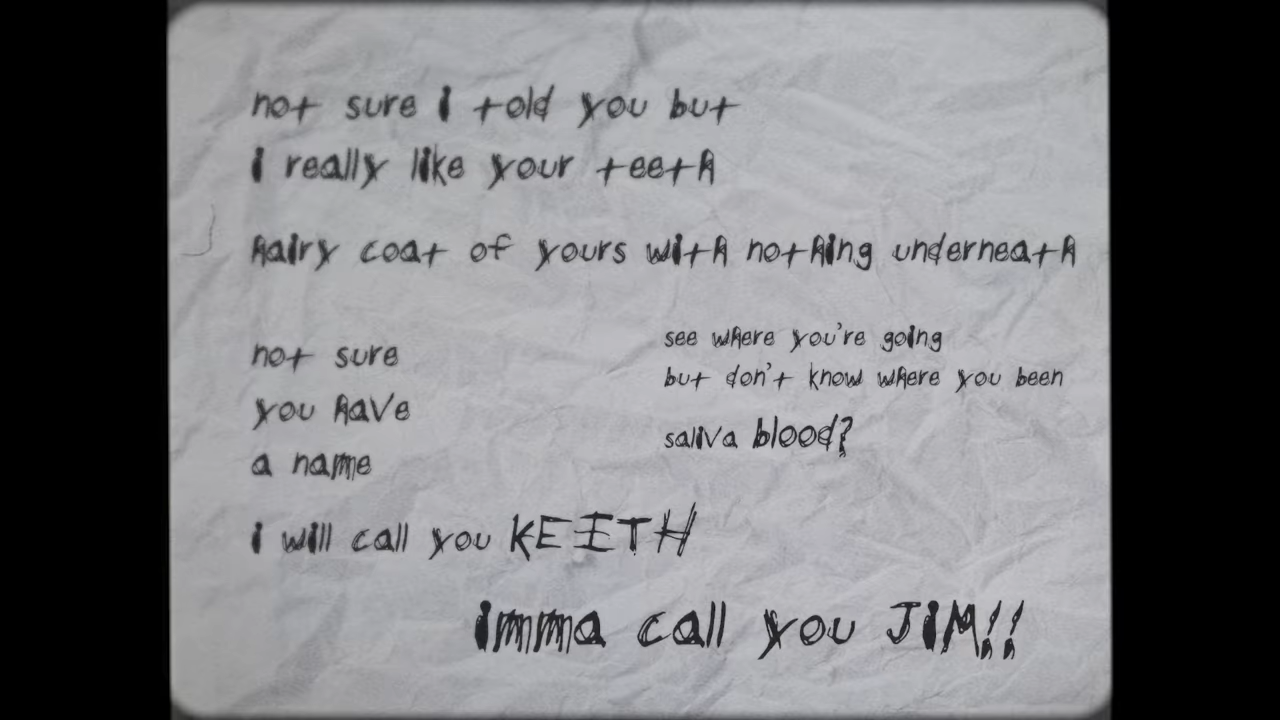 not sure I told you but
I really like your teeth
hairy coat of yours with nothing underneath
not sure
you have
a name
see where you're going
but don't know where you been
saliva blood?
i will call you KEITH
imma call you JIM!!